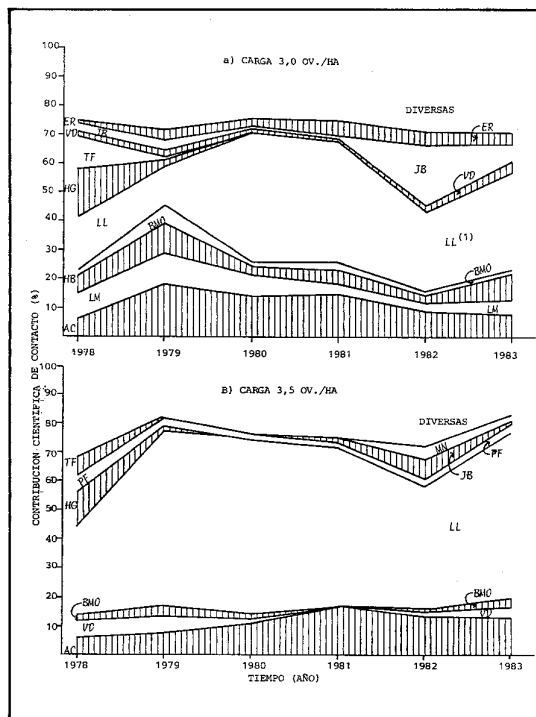 a) CARGA 3,0 OV./HA
100
90
80
70
60
50
40
30
20
10
DIVERSAS
ER
VD
JB
TF
HG
LL
HB
LM
AC
BMO
ER
JB
VD
LL(1)
BMO
LM
1978 1979 1980 1981 1982 1983
B) CARGA 3,5 OV./HA
100
90
80
70
60
50
40
30
20
10
DIVERSAS
TF
PF
HG
MN
JB
PF
LL
BMO
VD
AC
BMO
VD
1978 1979 1980 1981 1982 1983
TIEMPO (AÑO)
CONTRIBUCION CIENTIFICA DE CONTACTO (%)